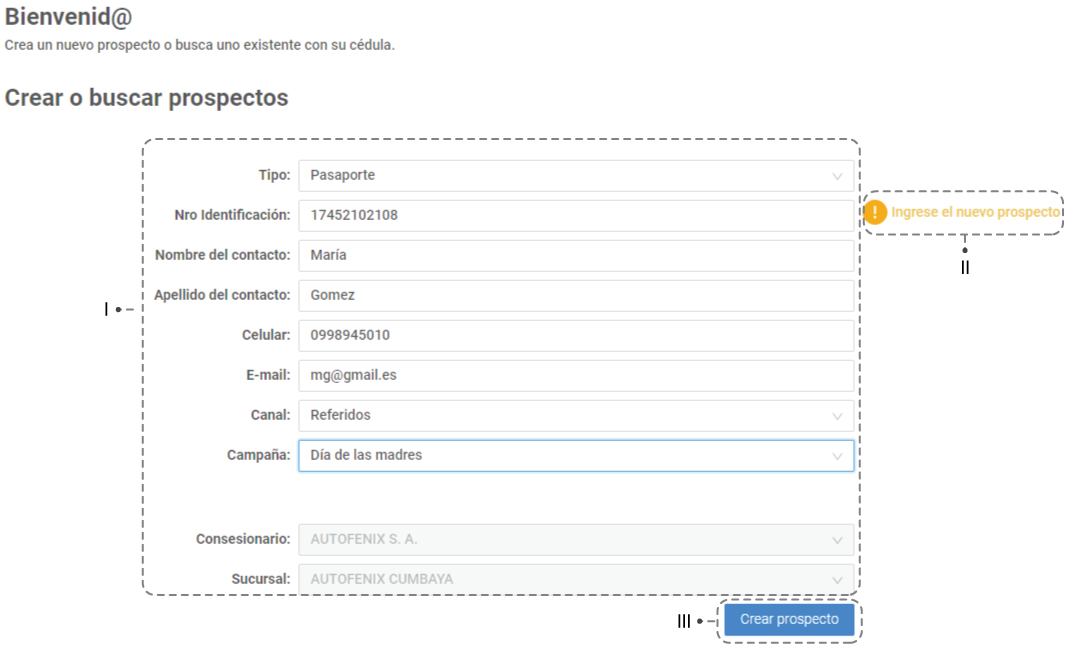 Bienvenid@
Crea un nuevo prospecto o busca uno existente con su cédula.
Crear o buscar prospectos
Tipo: Pasaporte
Nro Identificación: 17452102108
Ingrese el nuevo prospecto
II
Nombre del contacto: María
Apellido del contacto: Gomez
I
Celular: 0998945010
E-mail: mg@gmail.es
Canal: Referidos
Campaña: Día de las madres
Consesionario: AUTOFENIX S. A.
Sucursal: AUTOFENIX CUMBAYA
III Crear prospecto